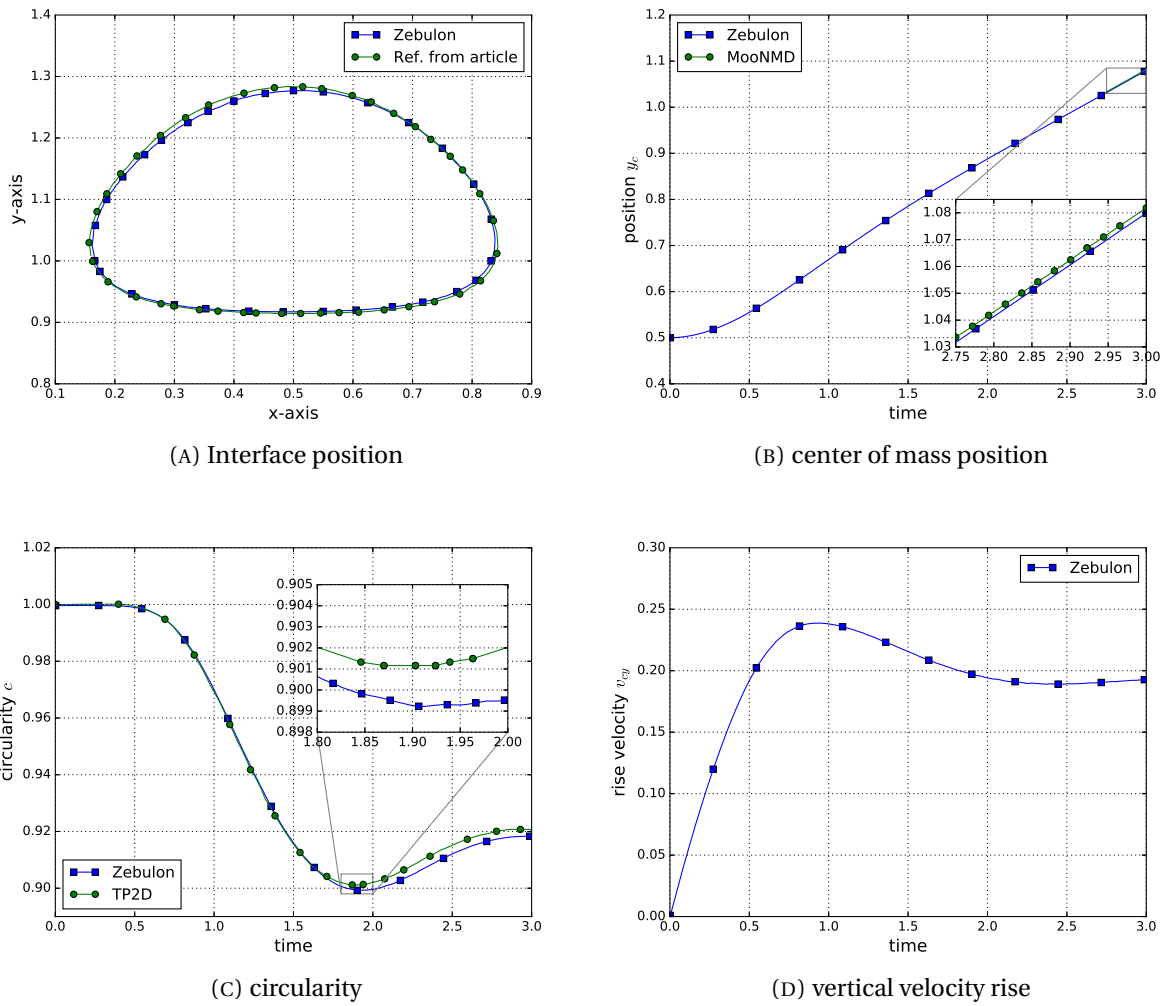 1.4
1.3
1.2
1.1
1.0
0.9
0.8
0.1 0.2 0.3 0.4 0.5 0.6 0.7 0.8 0.9
x-axis
y-axis
Zebulon
Ref. from article
(A) Interface position
1.2
1.1
1.0
0.9
0.8
0.7
0.6
0.5
0.4
0.0 0.5 1.0 1.5 2.0 2.5 3.0
time
position y_c
Zebulon
MooNMD
1.08
1.07
1.06
1.05
1.04
1.03
2.75 2.80 2.85 2.90 2.95 3.00
(B) center of mass position
1.02
1.00
0.98
0.96
0.94
0.92
0.90
0.0 0.5 1.0 1.5 2.0 2.5 3.0
time
circularity c
0.905
0.904
0.903
0.902
0.901
0.900
0.899
0.898
1.80 1.85 1.90 1.95 2.00
Zebulon
TP2D
(C) circularity
0.30
0.25
0.20
0.15
0.10
0.05
0.00
0.0 0.5 1.0 1.5 2.0 2.5 3.0
time
rise velocity v_cy
Zebulon
(D) vertical velocity rise